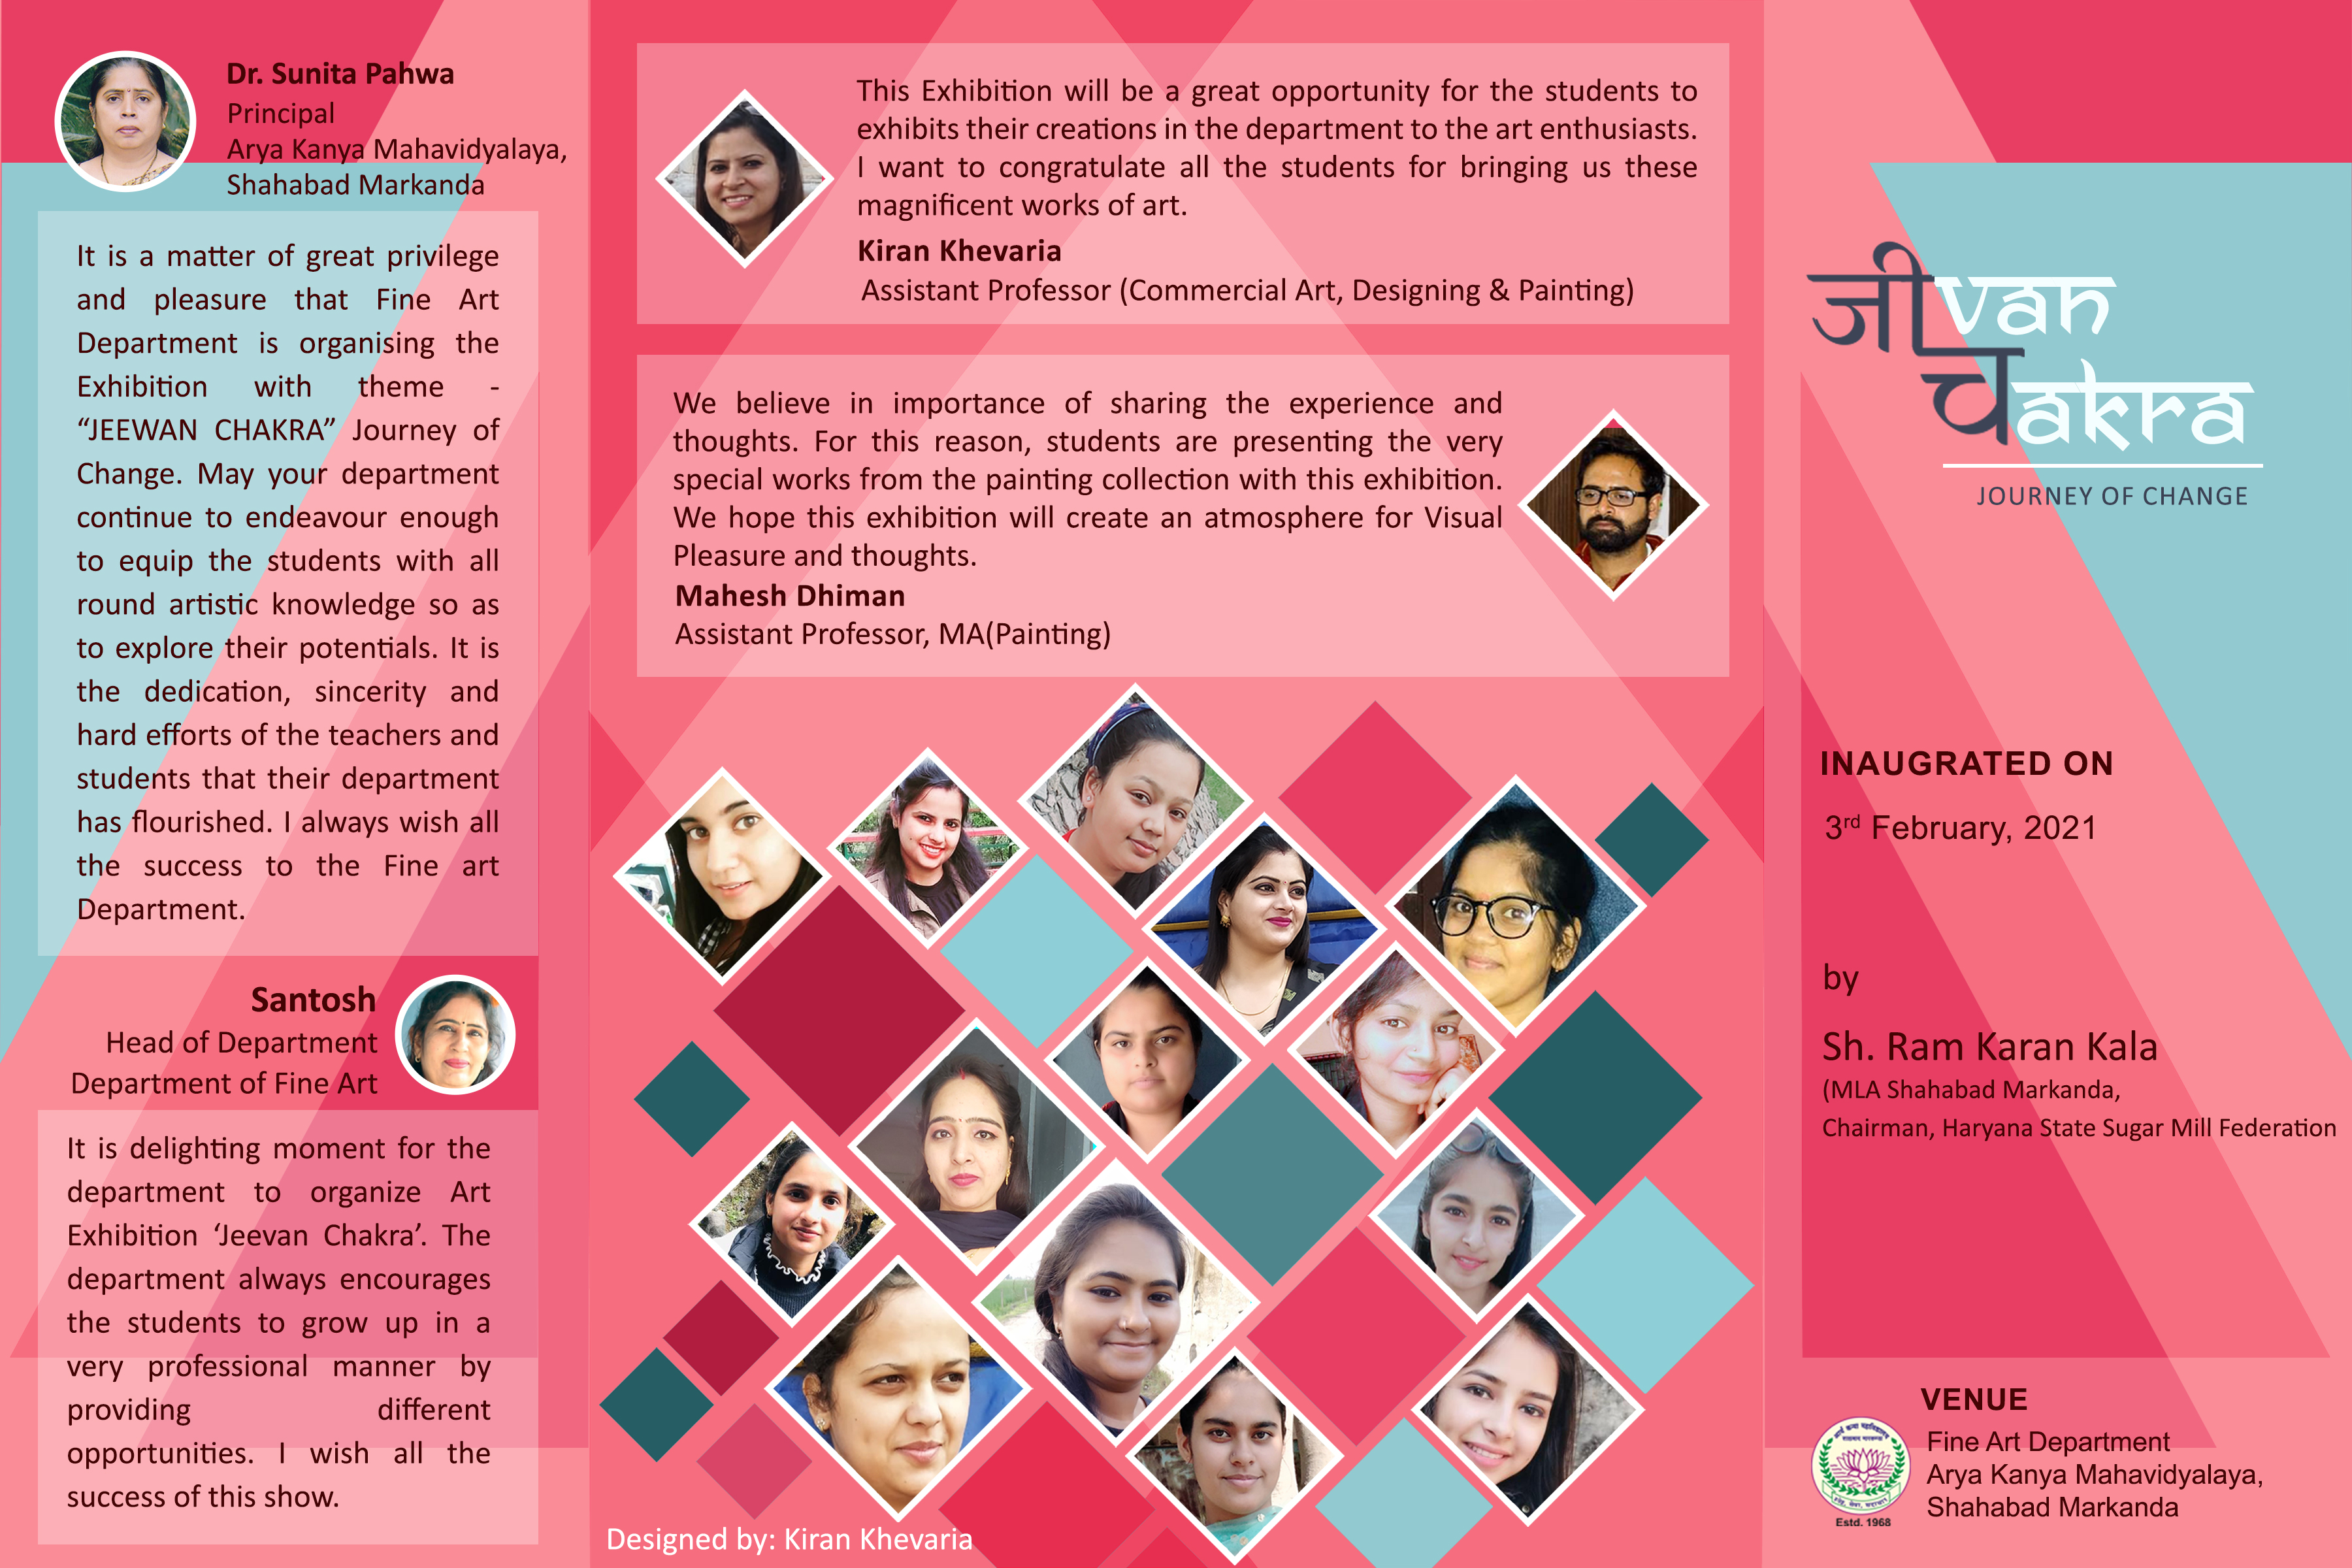 Dr. Sunita Pahwa
Principal
Arya Kanya Mahavidyalaya,
Shahabad Markanda
It is a matter of great privilege
and pleasure that Fine Art
Department is organising the
Exhibition with theme -
“JEEWAN CHAKRA” Journey of
Change. May your department
continue to endeavour enough
to equip the students with all
round artistic knowledge so as
to explore their potentials. It is
the dedication, sincerity and
hard efforts of the teachers and
students that their department
has flourished. I always wish all
the success to the Fine art
Department.
Santosh
Head of Department
Department of Fine Art
It is delighting moment for the
department to organize Art
Exhibition ‘Jeevan Chakra’. The
department always encourages
the students to grow up in a
very professional manner by
providing different
opportunities. I wish all the
success of this show.
This Exhibition will be a great opportunity for the students to
exhibits their creations in the department to the art enthusiasts.
I want to congratulate all the students for bringing us these
magnificent works of art.
Kiran Khevaria
Assistant Professor (Commercial Art, Designing & Painting)
We believe in importance of sharing the experience and
thoughts. For this reason, students are presenting the very
special works from the painting collection with this exhibition.
We hope this exhibition will create an atmosphere for Visual
Pleasure and thoughts.
Mahesh Dhiman
Assistant Professor, MA(Painting)
Designed by: Kiran Khevaria
जीvan
चakra
JOURNEY OF CHANGE
INAUGRATED ON
3rd February, 2021
by
Sh. Ram Karan Kala
(MLA Shahabad Markanda,
Chairman, Haryana State Sugar Mill Federation
VENUE
Fine Art Department
Arya Kanya Mahavidyalaya,
Shahabad Markanda
Estd. 1968